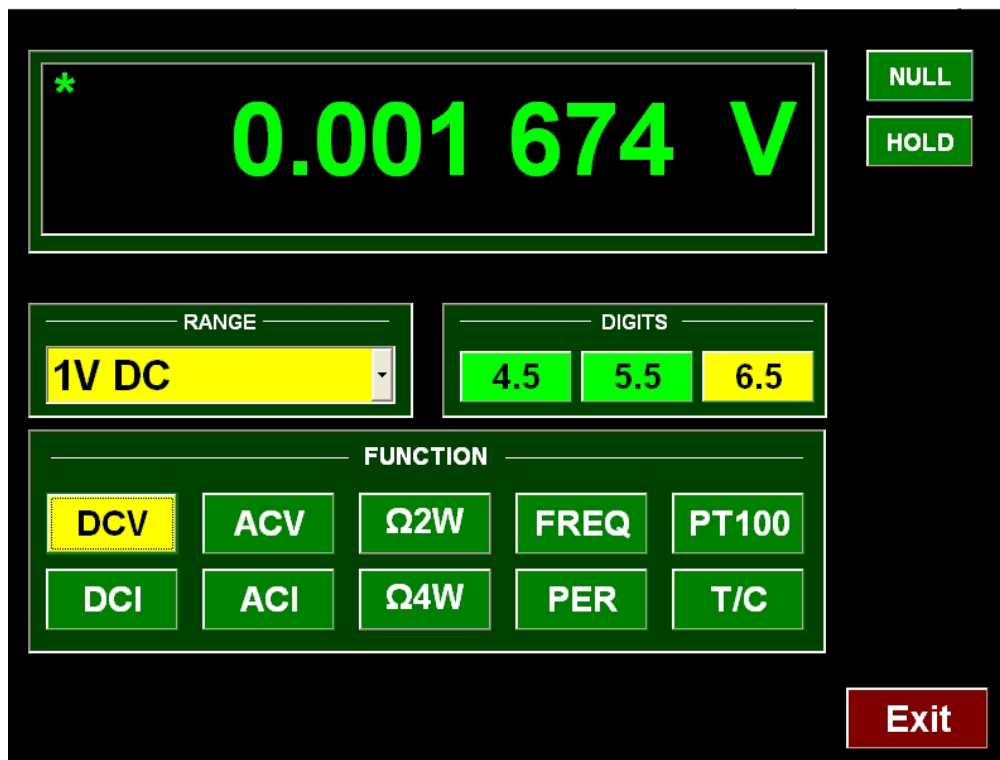 *
0.001 674 V
NULL
HOLD
RANGE
1V DC
DIGITS
4.5 5.5 6.5
FUNCTION
DCV ACV Ω2W FREQ PT100
DCI ACI Ω4W PER T/C
Exit